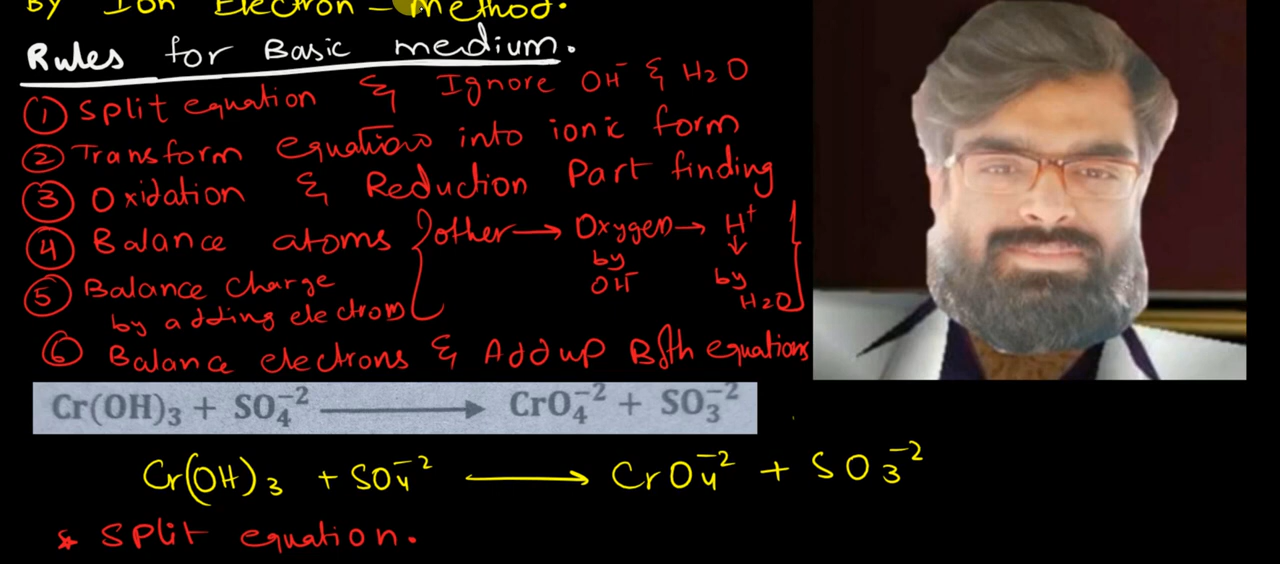 By Ion Electron - Method.
Rules for Basic medium.
① Split equation & Ignore OH⁻ & H₂O
② Transform equation into ionic form
③ Oxidation & Reduction Part finding
④ Balance atoms {other → Oxygen → H⁺
by OH⁻ ↓ by H₂O}
⑤ Balance Charge
by adding electron
⑥ Balance electrons & Add up Both equations
Cr(OH)₃ + SO₄⁻² → CrO₄⁻² + SO₃⁻²
Cr(OH)₃ + SO₄⁻² → CrO₄⁻² + SO₃⁻²
* Split equation.